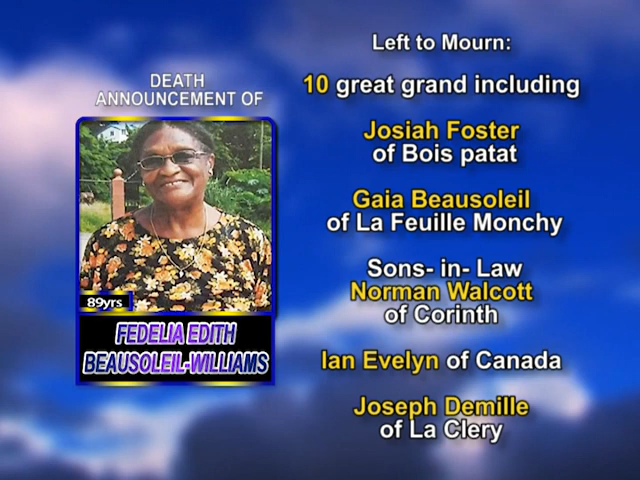 DEATH
ANNOUNCEMENT OF
89yrs
FEDELIA EDITH
BEAUSOLEIL-WILLIAMS
Left to Mourn:
10 great grand including
Josiah Foster
of Bois patat
Gaia Beausoleil
of La Feuille Monchy
Sons- in- Law
Norman Walcott
of Corinth
Ian Evelyn of Canada
Joseph Demille
of La Clery